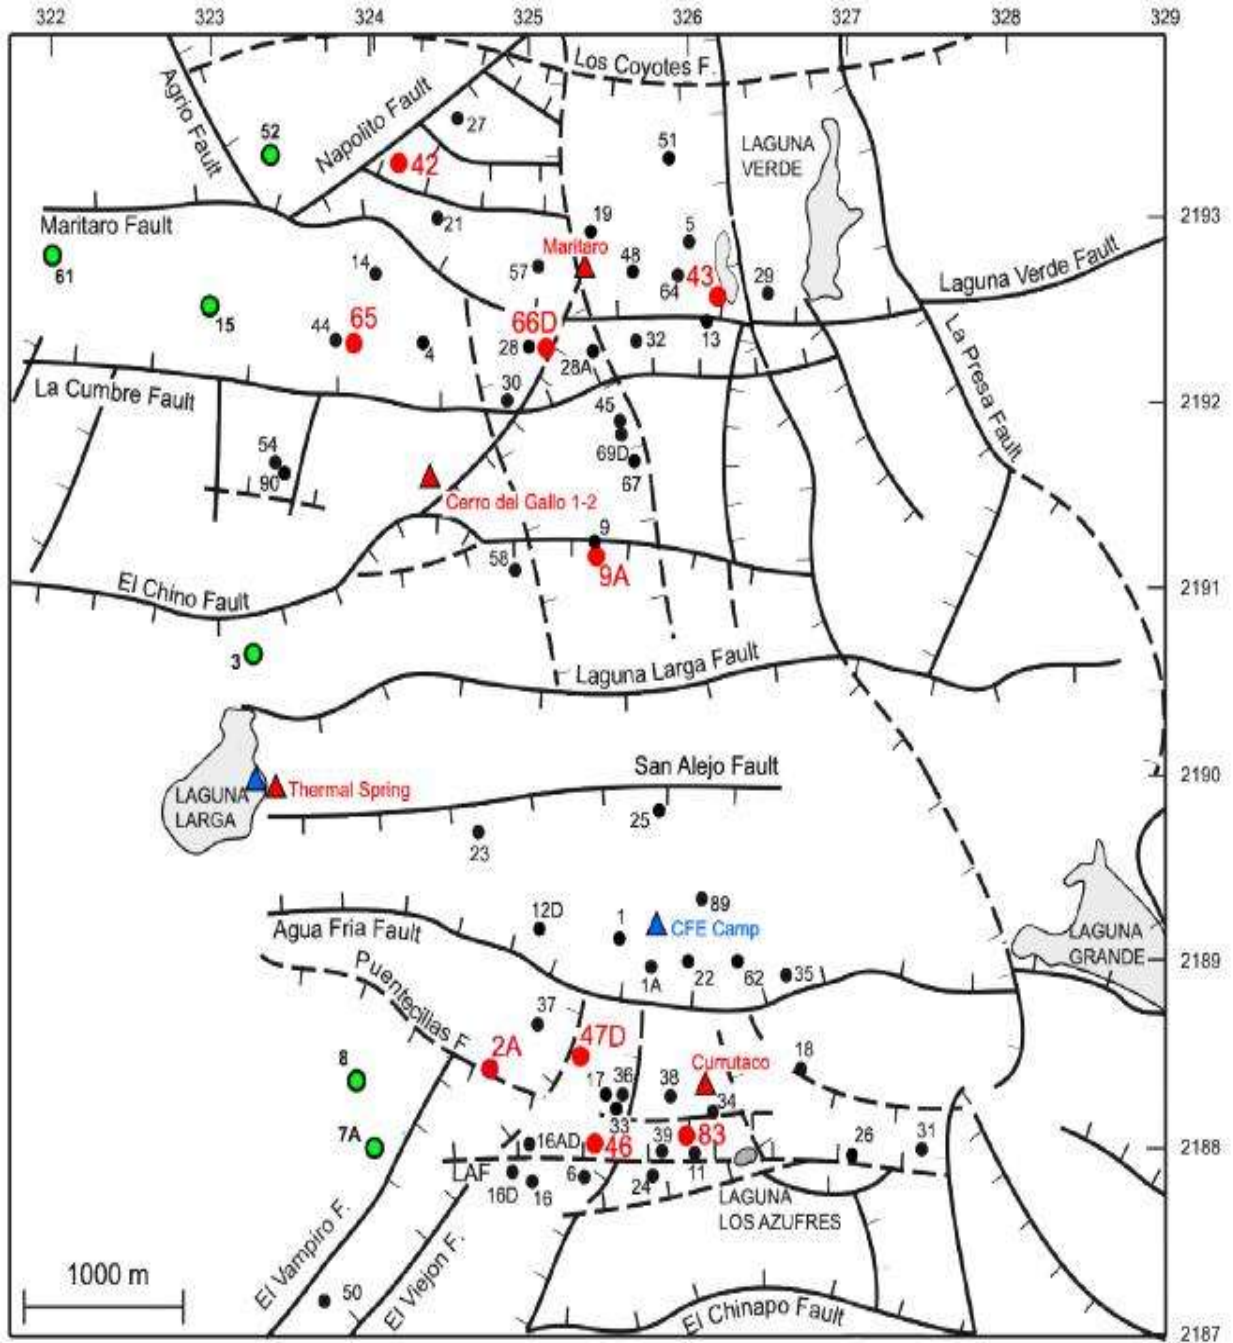 322 323 324 325 326 327 328 329
Los Coyotes F.
Agrio Fault
Napolito Fault
27
52
42
51
LAGUNA
VERDE
2193
Maritaro Fault
21
19
5
Maritaro
61
14
57
48
64
43
29
Laguna Verde Fault
15
44
65
4
66D
28
28A
32
13
La Presa Fault
La Cumbre Fault
30
2192
45
69D
67
54
90
Cerro del Gallo 1-2
9
58
9A
2191
El Chino Fault
3
Laguna Larga Fault
San Alejo Fault
2190
LAGUNA
LARGA
Thermal Spring
25
23
89
12D
1
CFE Camp
Agua Fria Fault
LAGUNA
GRANDE
2189
Puentecillas F.
1A
22
62
35
37
47D
2A
8
17
36
38
Currutaco
18
34
33
7A
16AD
46
39
83
11
26
31
2188
LAF
16D
16
6
24
LAGUNA
LOS AZUFRES
El Vampiro F.
El Viejon F.
1000 m
50
El Chinapo Fault
2187